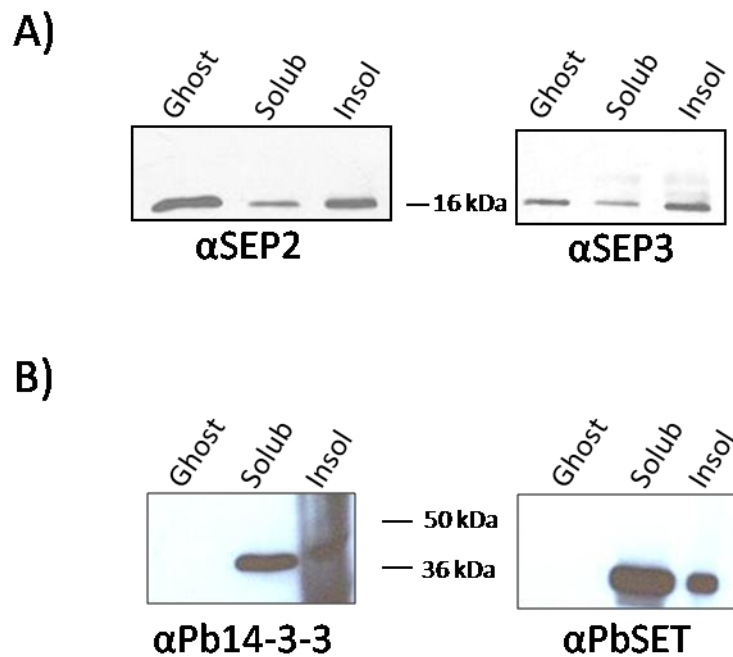 A)
Ghost Solub Insol
Ghost Solub Insol
16 kDa
αSEP2
αSEP3
B)
Ghost Solub Insol
Ghost Solub Insol
50 kDa
36 kDa
αPb14-3-3
αPbSET